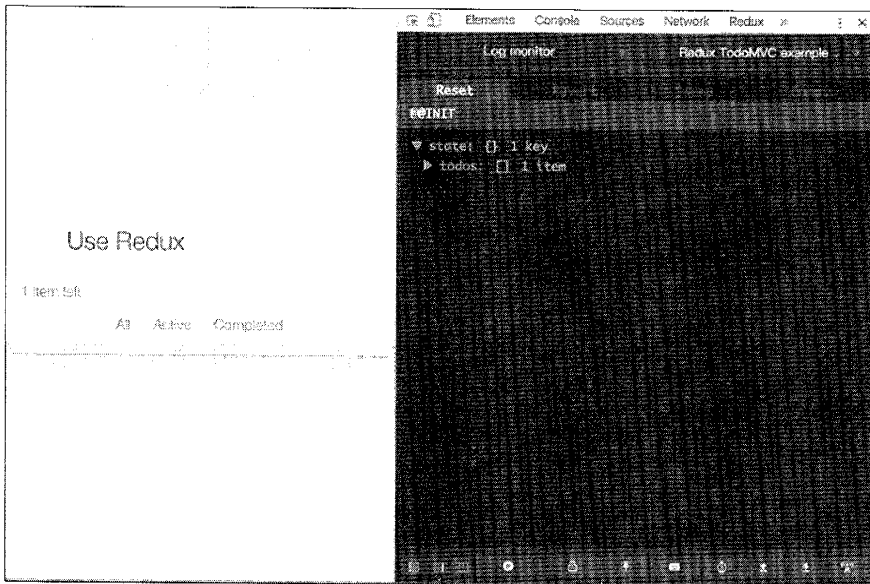 Elements Console Sources Network Redux »
Log monitor
Redux TodoMVC example
Reset
@@INIT
state: {} 1 key
todos: [] 1 item
Use Redux
1 item left
All Active Completed